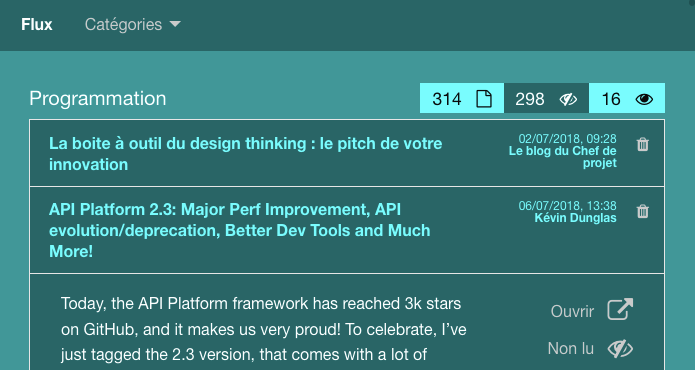 Flux Catégories
Programmation 314 298 16
La boite à outil du design thinking : le pitch de votre
innovation
02/07/2018, 09:28
Le blog du Chef de
projet
API Platform 2.3: Major Perf Improvement, API
evolution/deprecation, Better Dev Tools and Much
More!
06/07/2018, 13:38
Kévin Dunglas
Today, the API Platform framework has reached 3k stars
on GitHub, and it makes us very proud! To celebrate, I've
just tagged the 2.3 version, that comes with a lot of
Ouvrir
Non lu